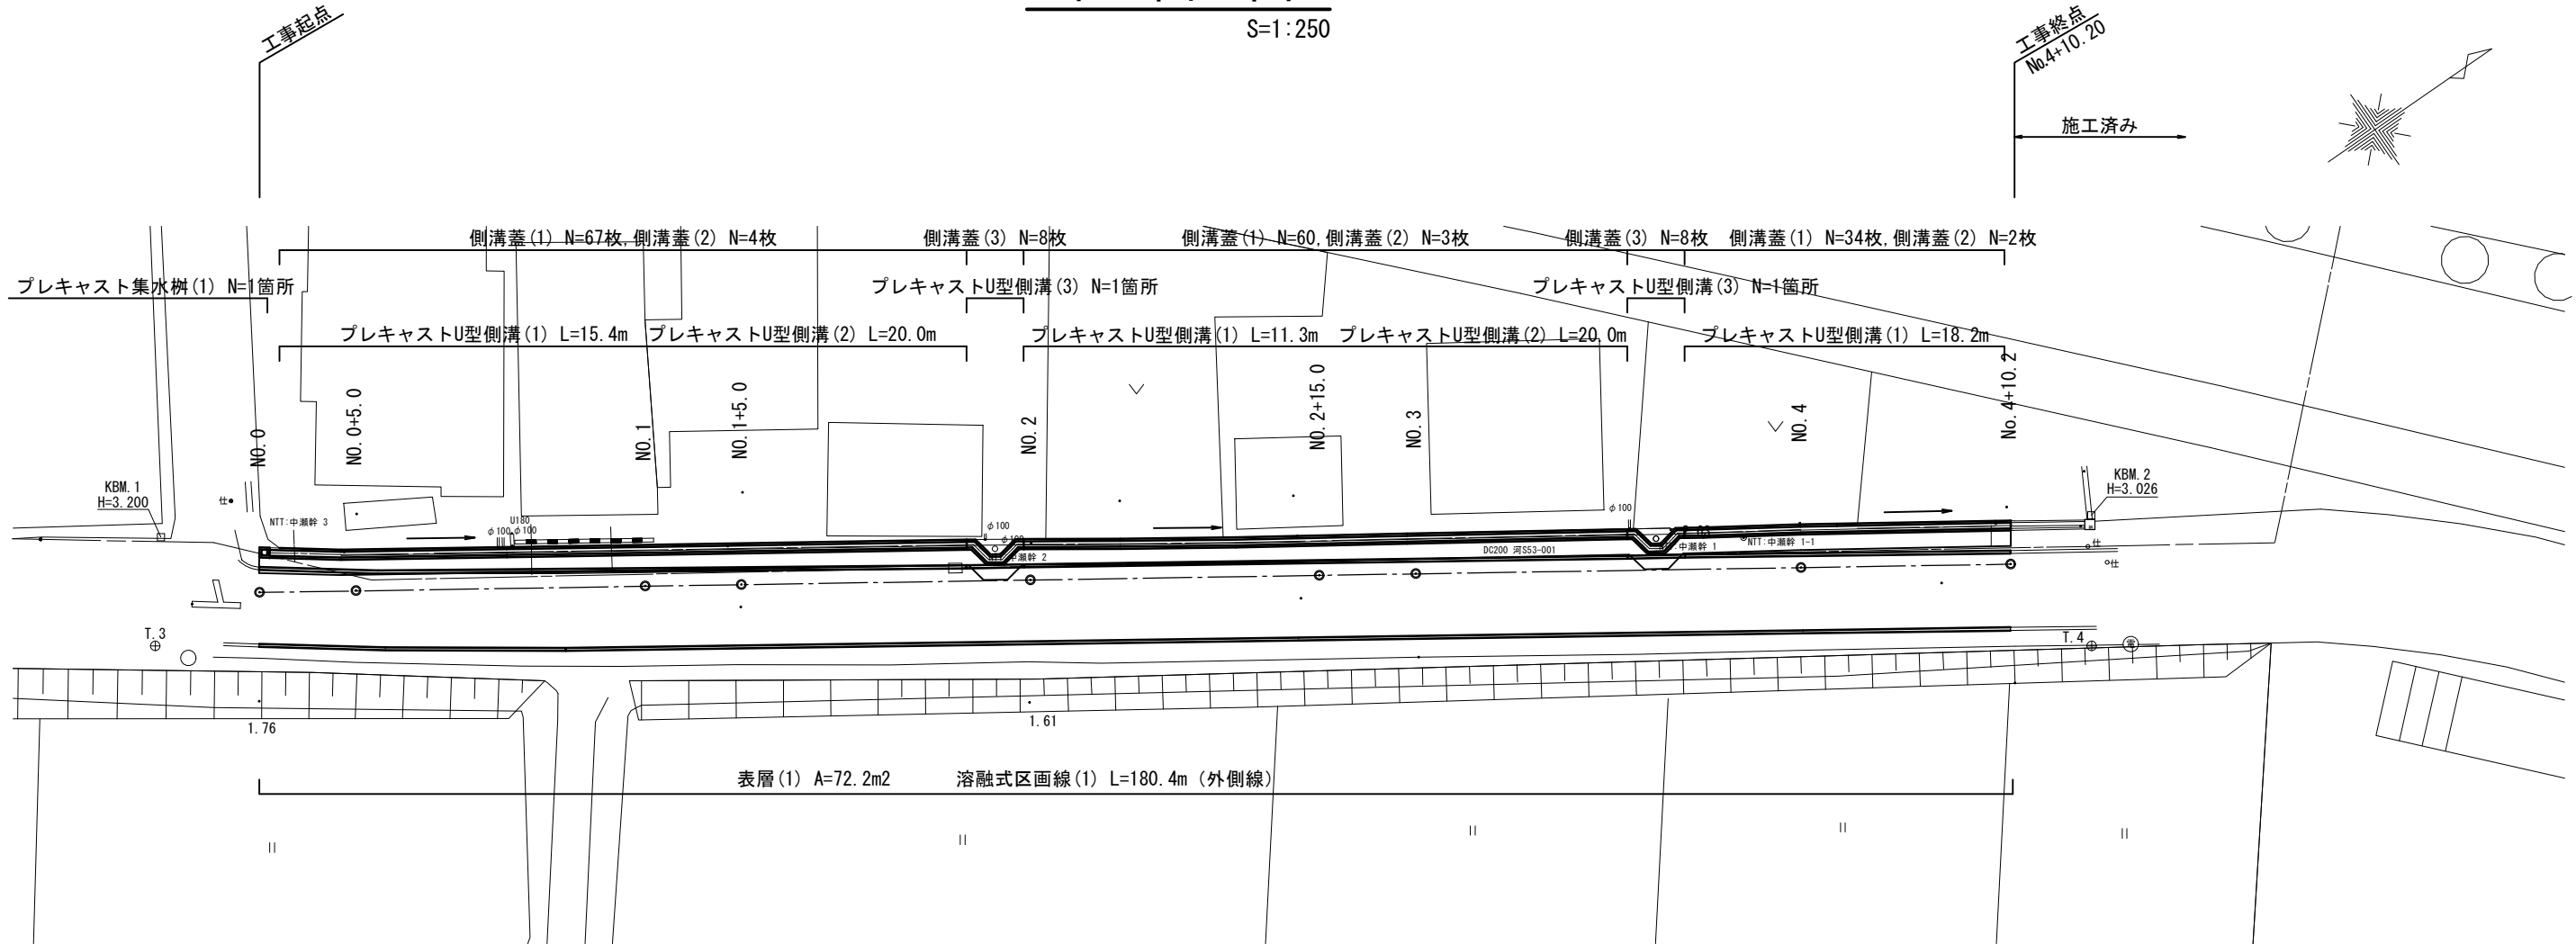 S=1:250
工事起点
工事終点
No.4+10.20
施工済み
側溝蓋(1) N=67枚,側溝蓋(2) N=4枚
側溝蓋(3) N=8枚
側溝蓋(1) N=60,側溝蓋(2) N=3枚
側溝蓋(3) N=8枚
側溝蓋(1) N=34枚,側溝蓋(2) N=2枚
プレキャスト集水桝(1) N=1箇所
プレキャストU型側溝(3) N=1箇所
プレキャストU型側溝(3) N=1箇所
プレキャストU型側溝(1) L=15.4m
プレキャストU型側溝(2) L=20.0m
プレキャストU型側溝(1) L=11.3m
プレキャストU型側溝(2) L=20.0m
プレキャストU型側溝(1) L=18.2m
NO.0
NO.0+5.0
NO.1
NO.1+5.0
NO.2
NO.2+15.0
NO.3
NO.4
No.4+10.2
KBM.1
H=3.200
仕
NTT:中瀬幹 3
U180
φ100
φ100
φ100
φ100
中瀬幹 2
DC200 河S53-001
φ100
中瀬幹 1
NTT:中瀬幹 1-1
KBM.2
H=3.026
仕
仕
T.3
T.4
電
1.76
1.61
表層(1) A=72.2m2
溶融式区画線(1) L=180.4m (外側線)